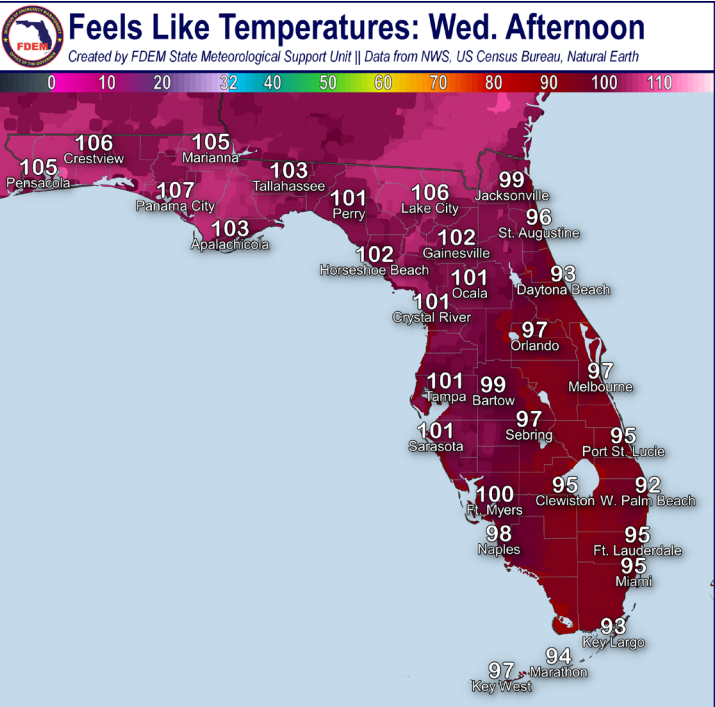 Feels Like Temperatures: Wed. Afternoon
Created by FDEM State Meteorological Support Unit || Data from NWS, US Census Bureau, Natural Earth
FDEM
0 10 20 32 40 50 60 70 80 90 100 110
106
Crestview
105
Marianna
105
Pensacola
103
Tallahassee
107
Panama City
101
Perry
106
Lake City
99
Jacksonville
96
St. Augustine
103
Apalachicola
102
Gainesville
102
Horseshoe Beach
101
Ocala
93
Daytona Beach
101
Crystal River
97
Orlando
97
Melbourne
101
Tampa
99
Bartow
97
Sebring
101
Sarasota
95
Port St. Lucie
95
Clewiston
92
W. Palm Beach
100
Ft. Myers
98
Naples
95
Ft. Lauderdale
95
Miami
93
Key Largo
94
Marathon
97
Key West